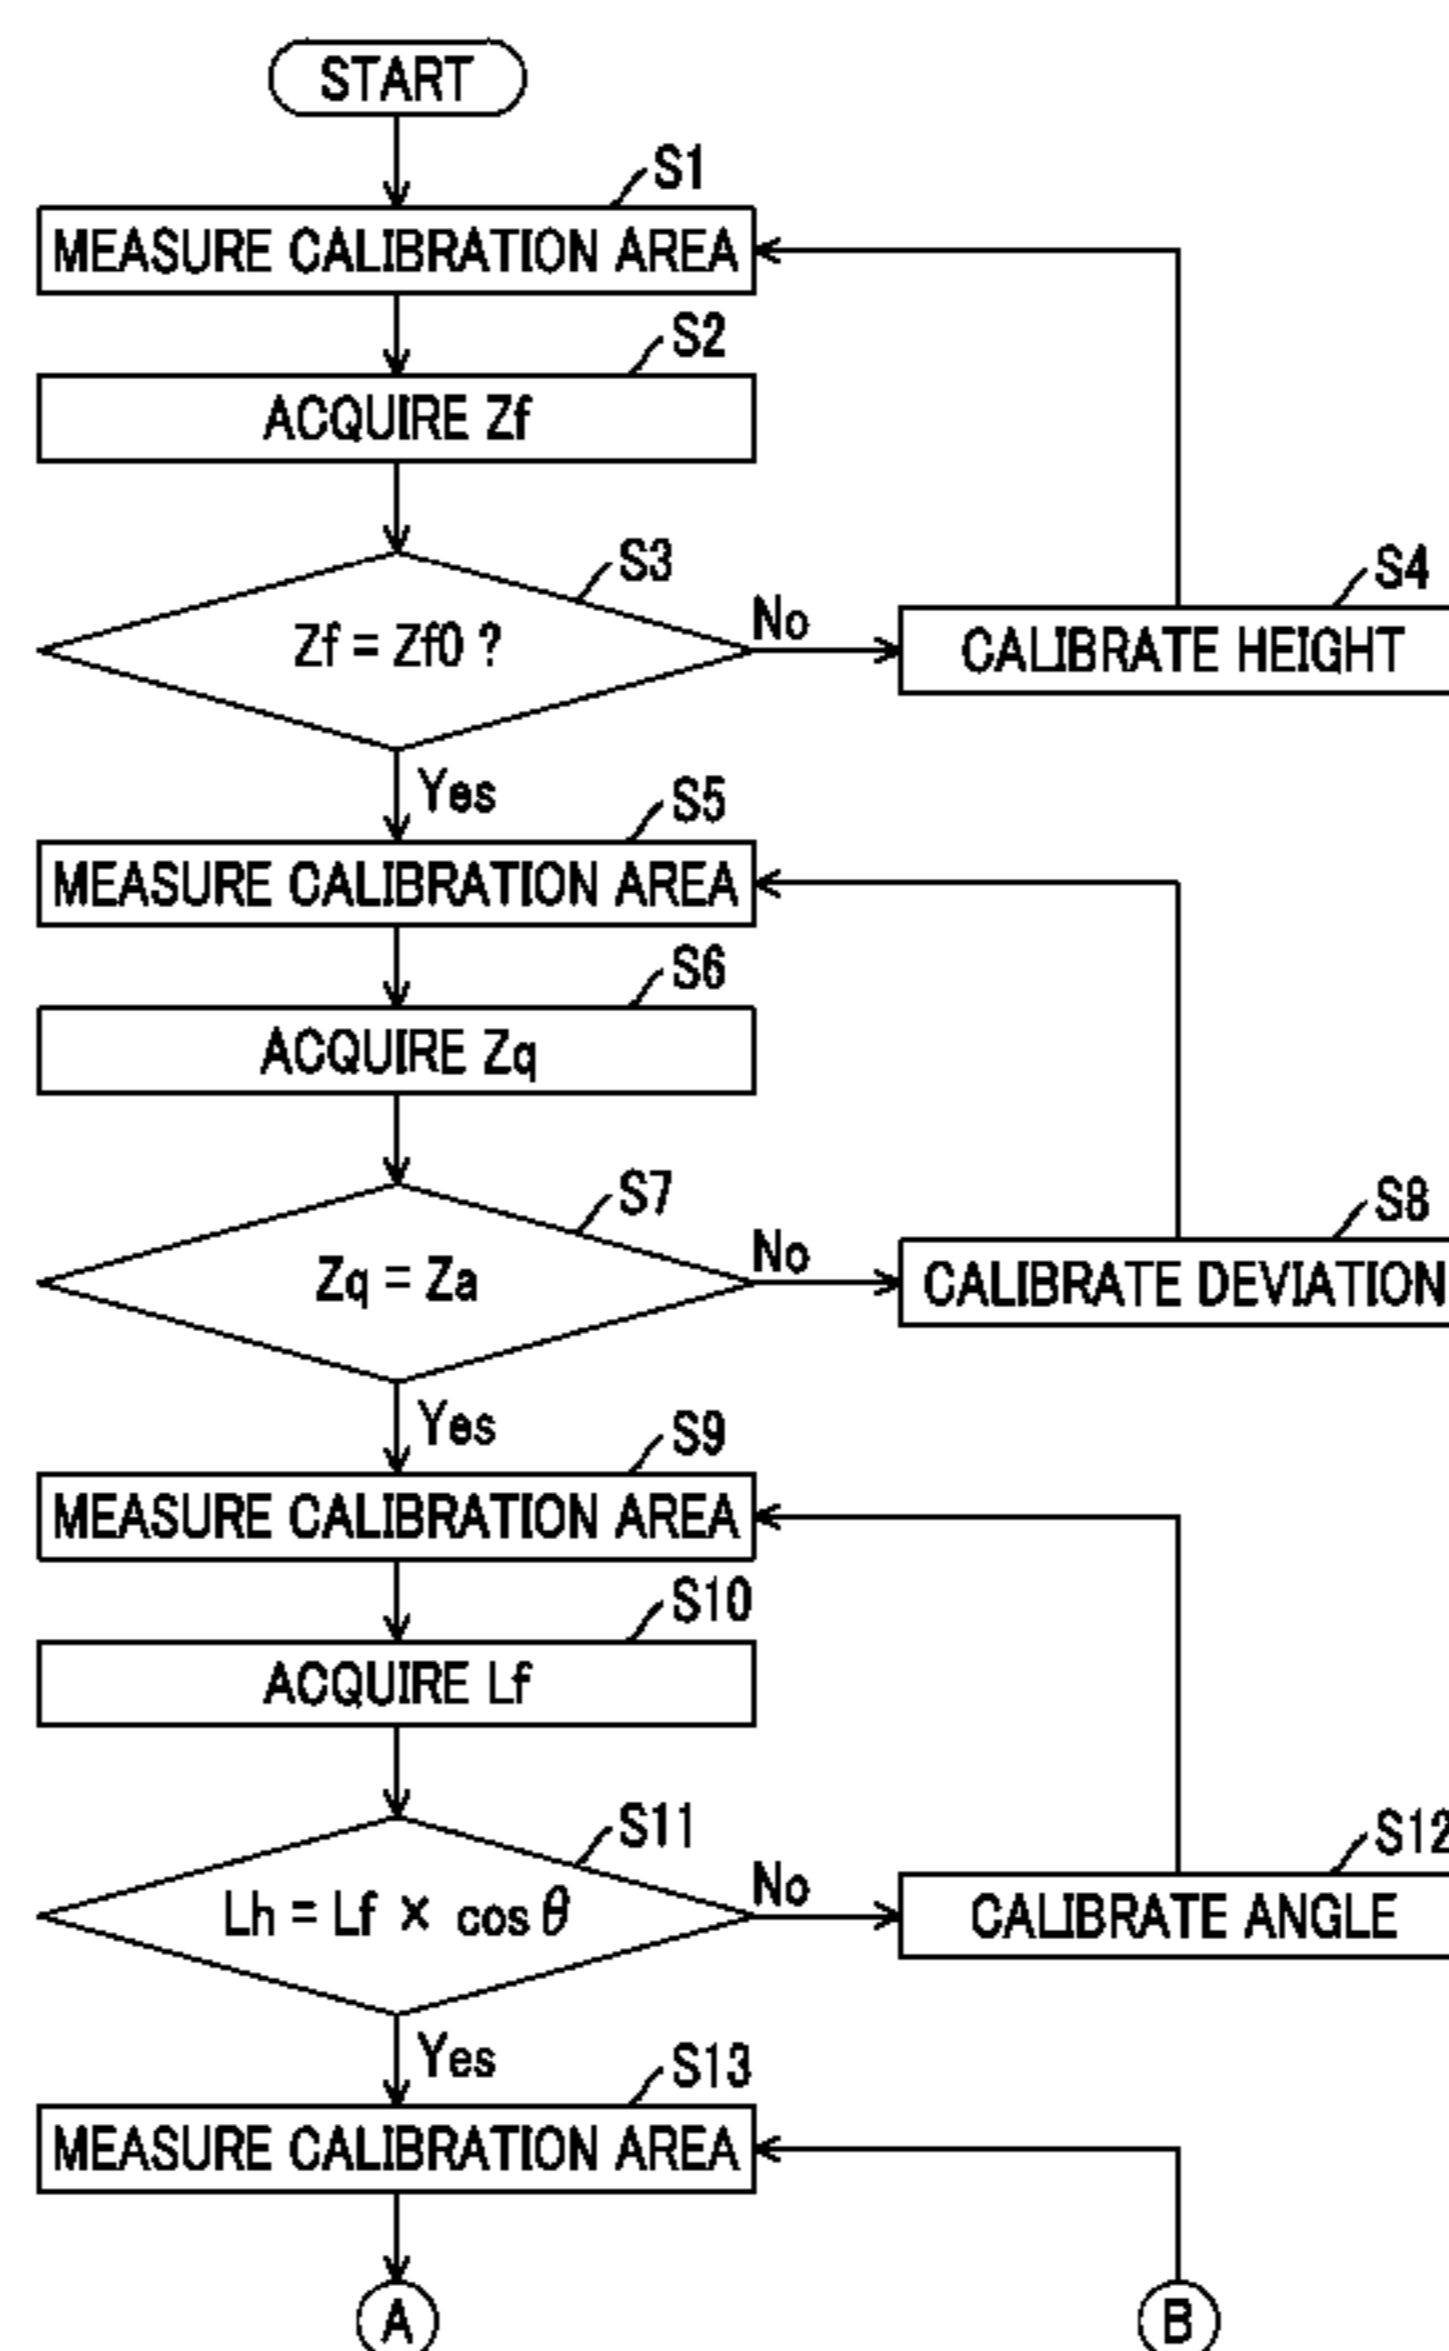 START
S1
MEASURE CALIBRATION AREA
S2
ACQUIRE Zf
S3
Zf = Zf0 ?
No
S4
CALIBRATE HEIGHT
Yes
S5
MEASURE CALIBRATION AREA
S6
ACQUIRE Zq
S7
Zq = Za
No
S8
CALIBRATE DEVIATION
Yes
S9
MEASURE CALIBRATION AREA
S10
ACQUIRE Lf
S11
Lh = Lf × cos θ
No
S12
CALIBRATE ANGLE
Yes
S13
MEASURE CALIBRATION AREA
A
B